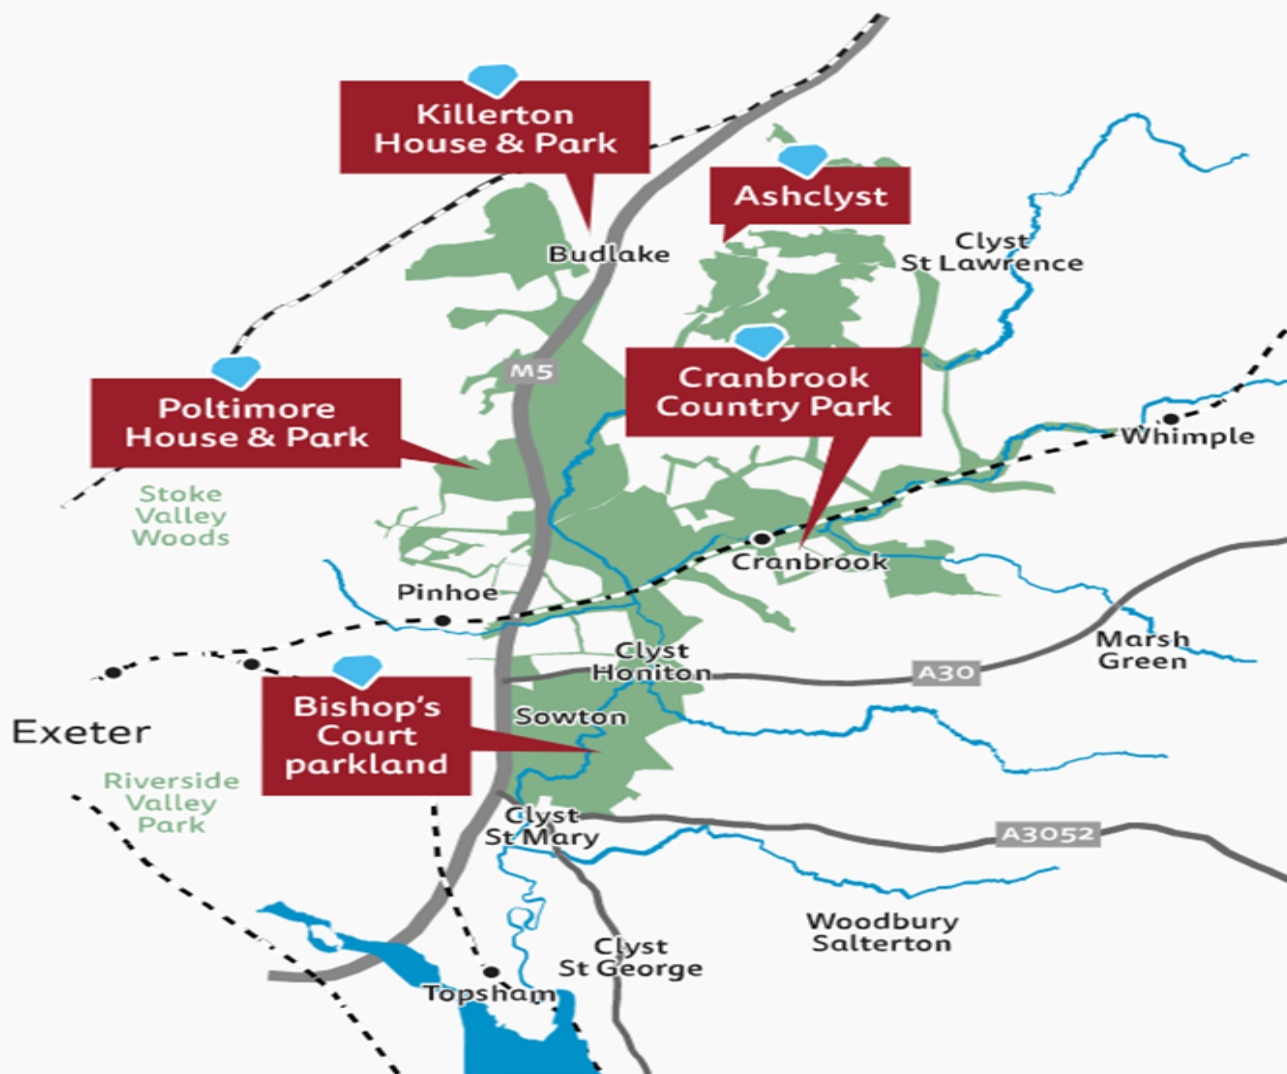 Killerton
House & Park
Ashclyst
Budlake
Clyst
St Lawrence
M5
Cranbrook
Country Park
Poltimore
House & Park
Whimple
Stoke
Valley
Woods
Cranbrook
Pinhoe
Marsh
Green
Clyst
Honiton
A30
Bishop's
Court
parkland
Sowton
Exeter
Riverside
Valley
Park
Clyst
St Mary
A3052
Woodbury
Salterton
Clyst
St George
Topsham